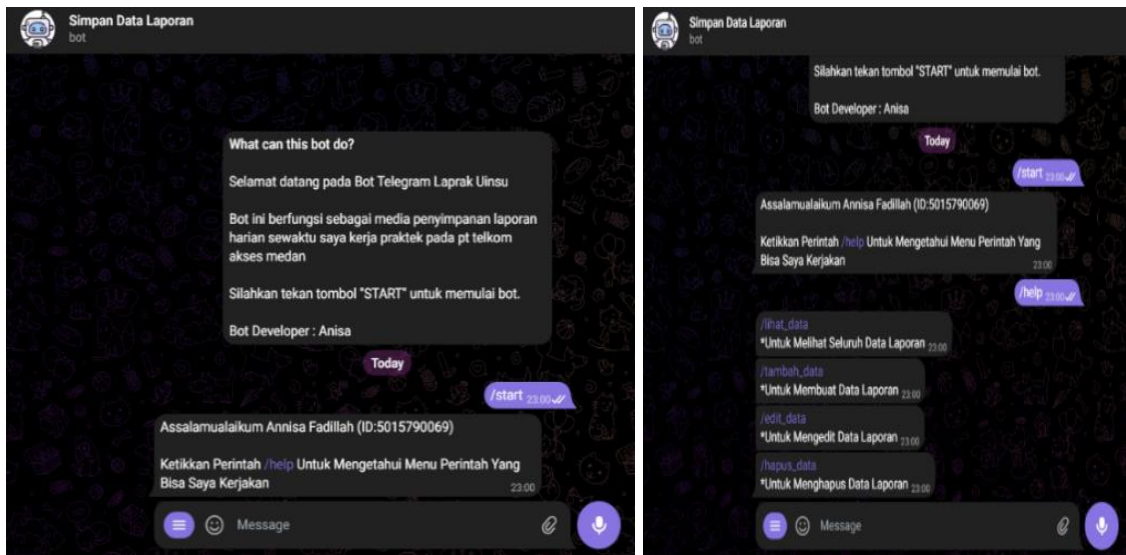 Simpan Data Laporan
bot
What can this bot do?
Selamat datang pada Bot Telegram Laprak Uinsu
Bot ini berfungsi sebagai media penyimpanan laporan
harian sewaktu saya kerja praktek pada pt telkom
akses medan
Silahkan tekan tombol "START" untuk memulai bot.
Bot Developer : Anisa
Today
/start 23:00
Assalamualaikum Annisa Fadillah (ID:5015790069)
Ketikkan Perintah /help Untuk Mengetahui Menu Perintah Yang
Bisa Saya Kerjakan
23:00
Message
Simpan Data Laporan
bot
Silahkan tekan tombol "START" untuk memulai bot.
Bot Developer : Anisa
Today
/start 23:00
Assalamualaikum Annisa Fadillah (ID:5015790069)
Ketikkan Perintah /help Untuk Mengetahui Menu Perintah Yang
Bisa Saya Kerjakan
23:00
/help 23:00
/lihat_data
*Untuk Melihat Seluruh Data Laporan 23:00
/tambah_data
*Untuk Membuat Data Laporan 23:00
/edit_data
*Untuk Mengedit Data Laporan 23:00
/hapus_data
*Untuk Menghapus Data Laporan 23:00
Message